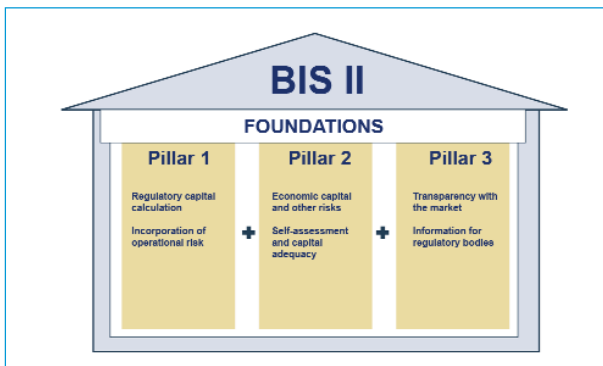 BIS II
FOUNDATIONS
Pillar 1
Regulatory capital
calculation
Incorporation of
operational risk
+
Pillar 2
Economic capital
and other risks
Self-assessment
and capital
adequacy
+
Pillar 3
Transparency with
the market
Information for
regulatory bodies